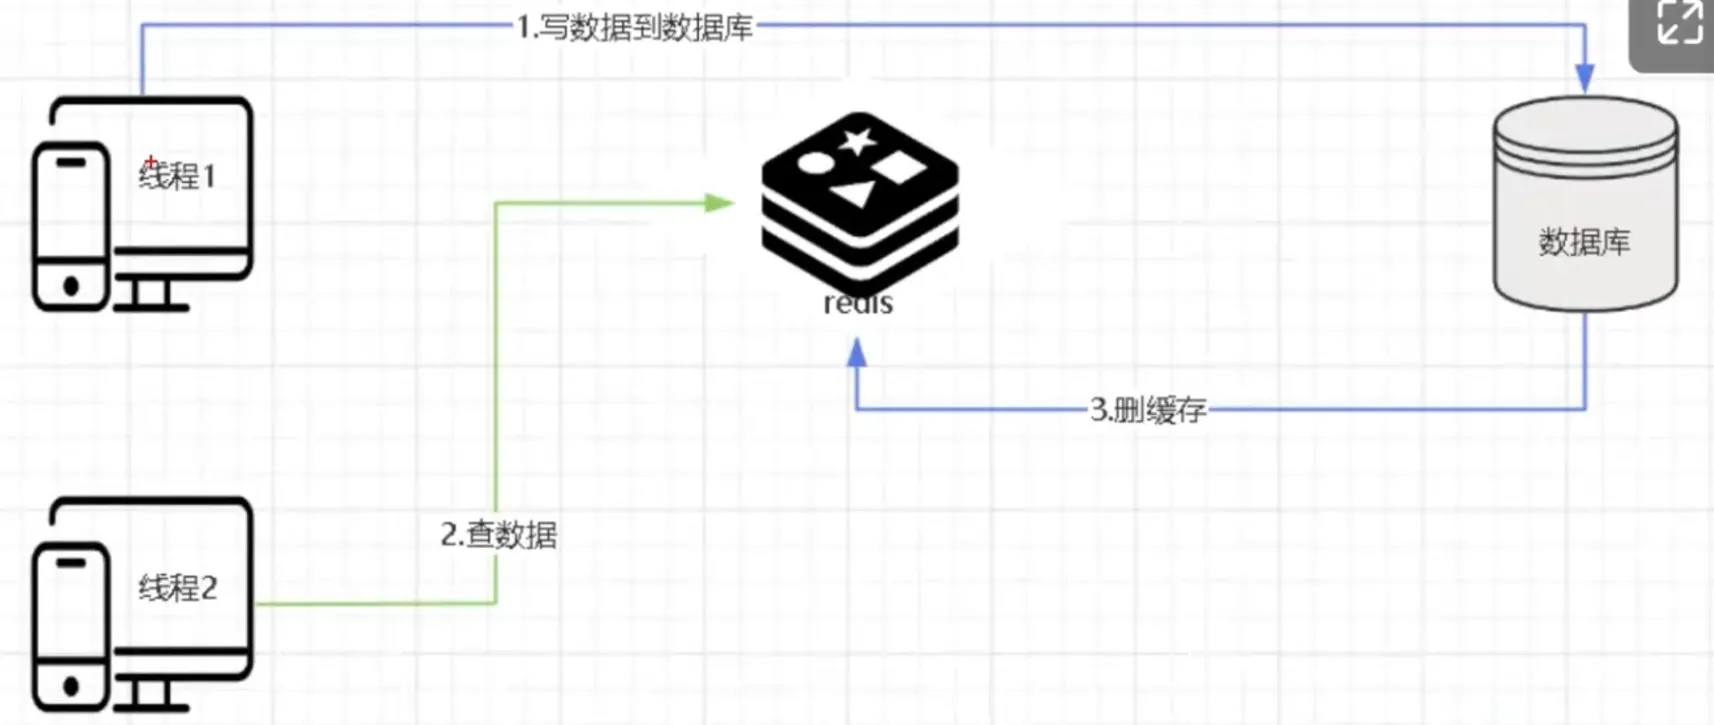 1.写数据到数据库
线程1
redis
数据库
3.删缓存
2.查数据
线程2